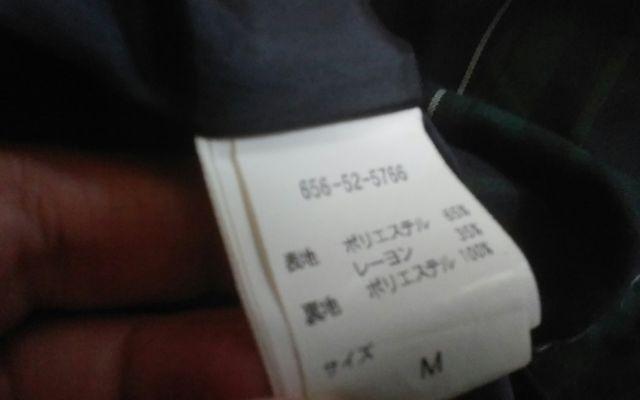 656-52-5766
表地 ポリエステル 65%
レーヨン 35%
裏地 ポリエステル 100%
サイズ M